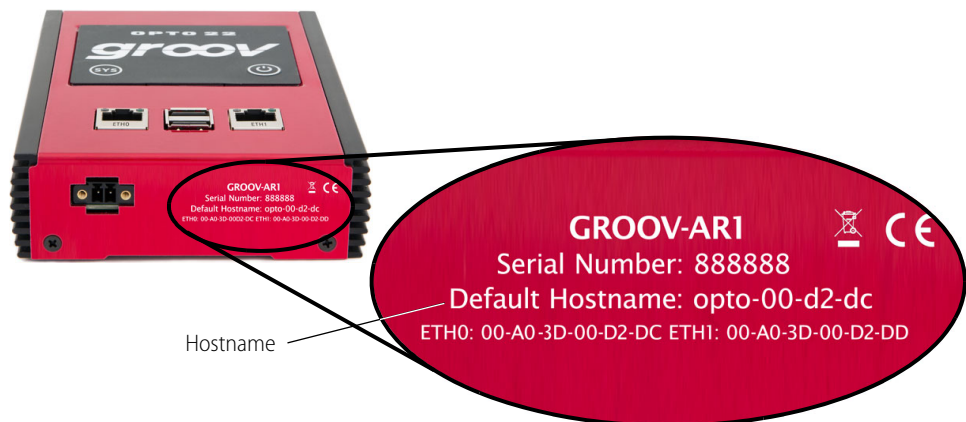 OPTO 22
groov
SYS
ETH0
ETH1
GROOV-AR1
Serial Number: 888888
Default Hostname: opto-00-d2-dc
ETH0: 00-A0-3D-00D2-DC ETH1: 00-A0-3D-00-D2-DD
GROOV-AR1
Serial Number: 888888
Default Hostname: opto-00-d2-dc
ETH0: 00-A0-3D-00-D2-DC ETH1: 00-A0-3D-00-D2-DD
Hostname